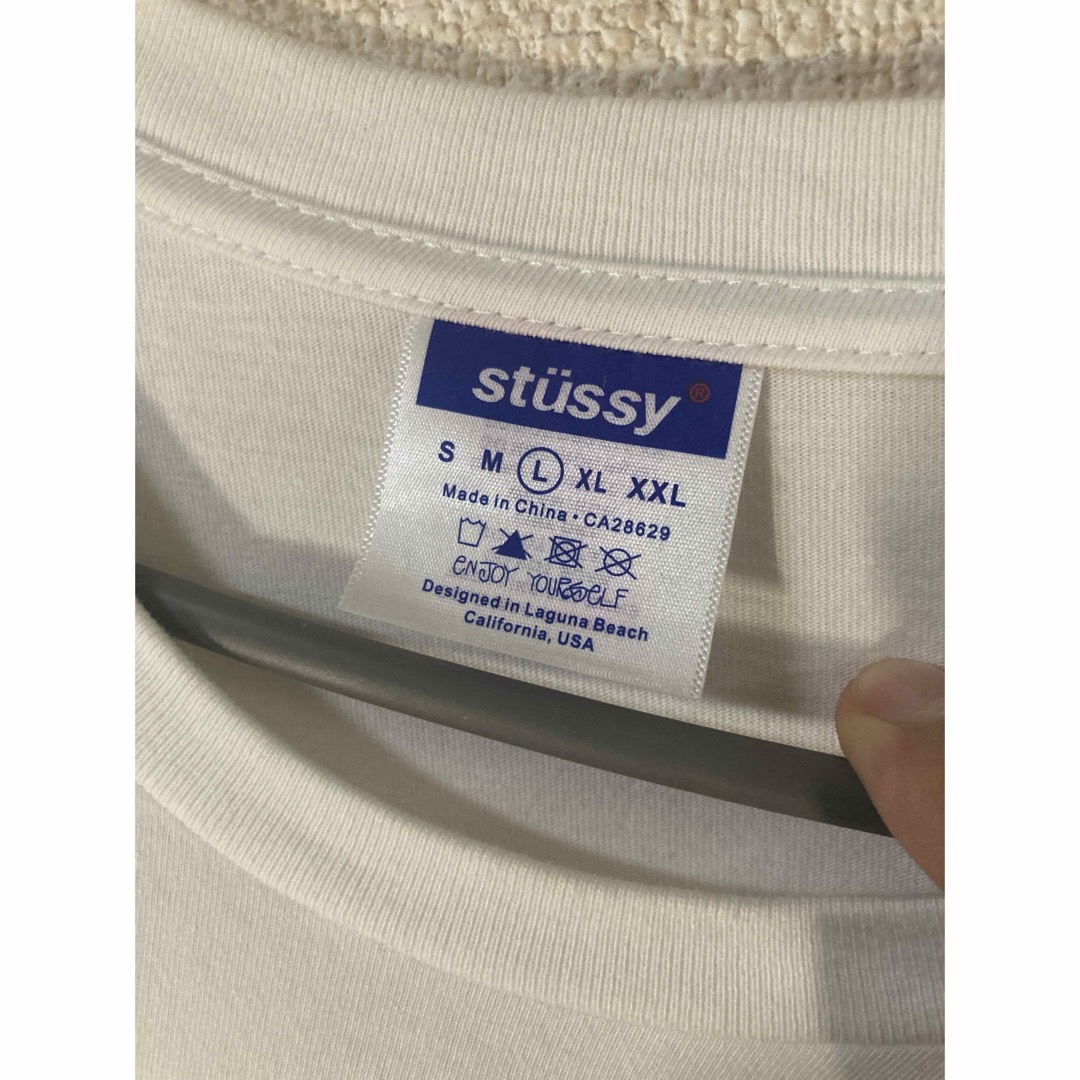 stüssy ®
S M L XL XXL
Made in China • CA28629
ENJOY YOURSELF
Designed in Laguna Beach
California, USA